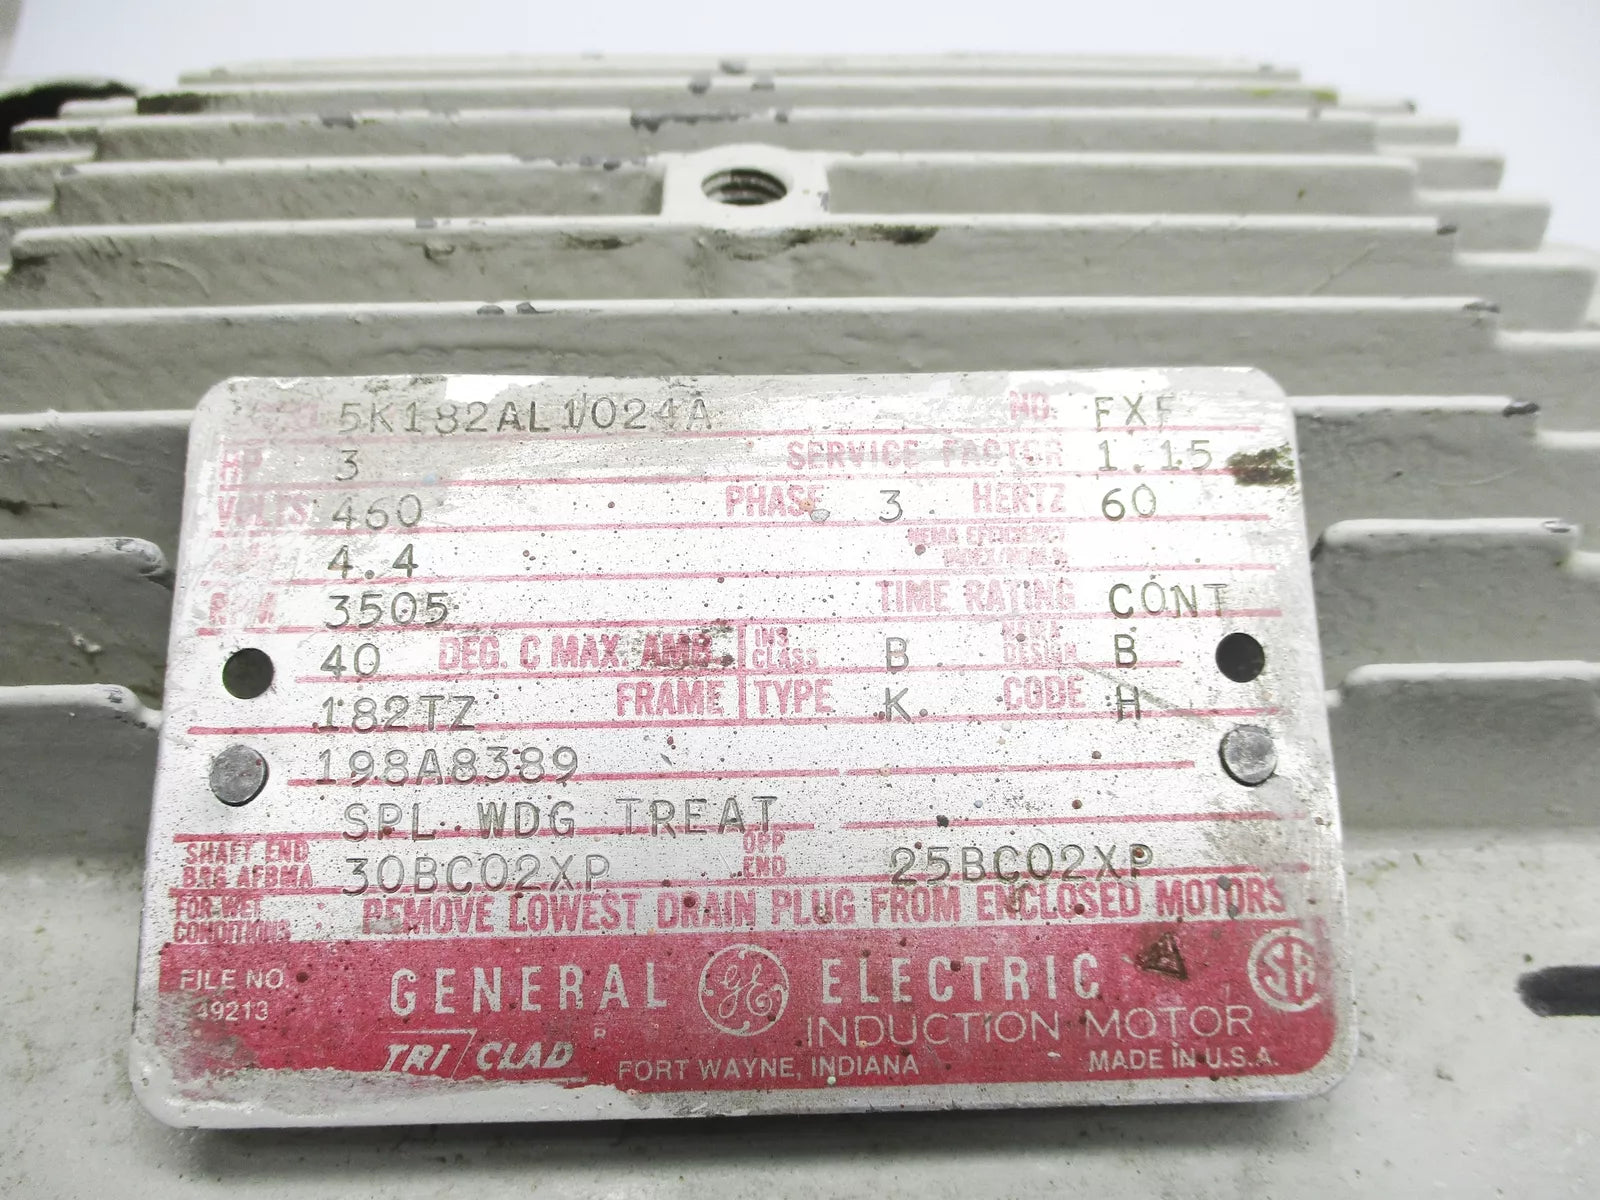 5K182AL1024A NO. FXF
HP 3 SERVICE FACTOR 1.15
VOLTS 460 PHASE 3 HERTZ 60
4.4 NEMA EFFICIENCY
RPM 3505 TIME RATING CONT
40 DEG. C MAX. AMB. INS. CLASS B DESIGN B
182TZ FRAME TYPE K CODE H
198A8389
SPL WDG TREAT
SHAFT END BRG AFBMA 30BC02XP OPP END 25BC02XP
FOR WET CONDITIONS REMOVE LOWEST DRAIN PLUG FROM ENCLOSED MOTORS
FILE NO. 49213 GENERAL GE ELECTRIC SA
INDUCTION MOTOR
TRI/CLAD R FORT WAYNE, INDIANA MADE IN U.S.A.